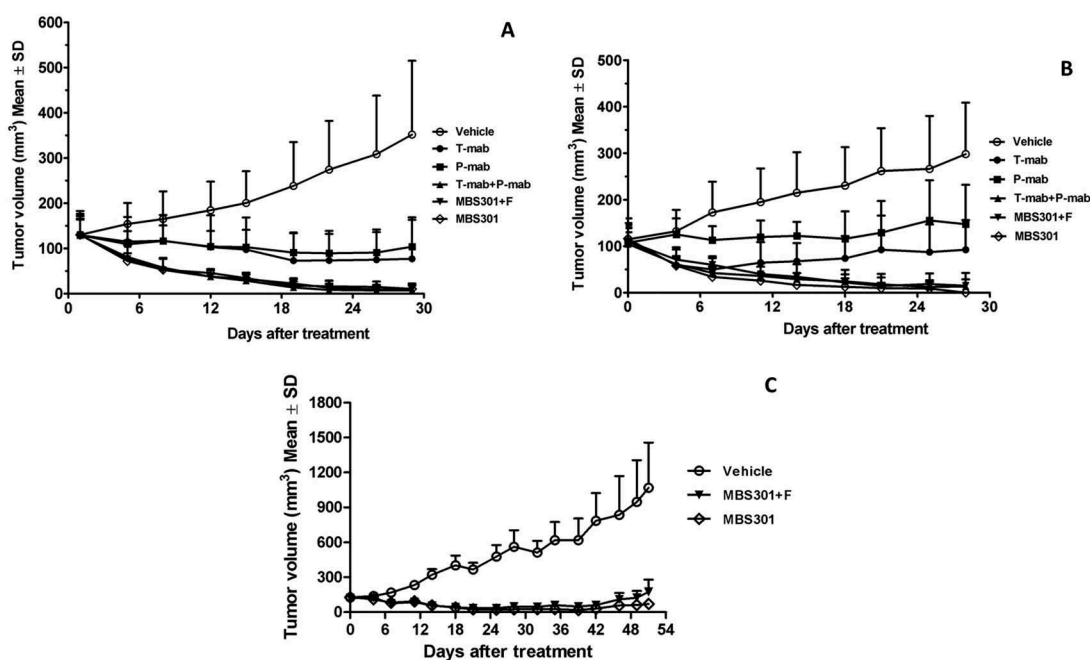 A
Tumor volume (mm³) Mean ± SD
600
500
400
300
200
100
0
0 6 12 18 24 30
Days after treatment
Vehicle
T-mab
P-mab
T-mab+P-mab
MBS301+F
MBS301
B
Tumor volume (mm³) Mean ± SD
500
400
300
200
100
0
0 6 12 18 24 30
Days after treatment
Vehicle
T-mab
P-mab
T-mab+P-mab
MBS301+F
MBS301
C
Tumor volume (mm³) Mean ± SD
1800
1500
1200
900
600
300
0
0 6 12 18 24 30 36 42 48 54
Days after treatment
Vehicle
MBS301+F
MBS301